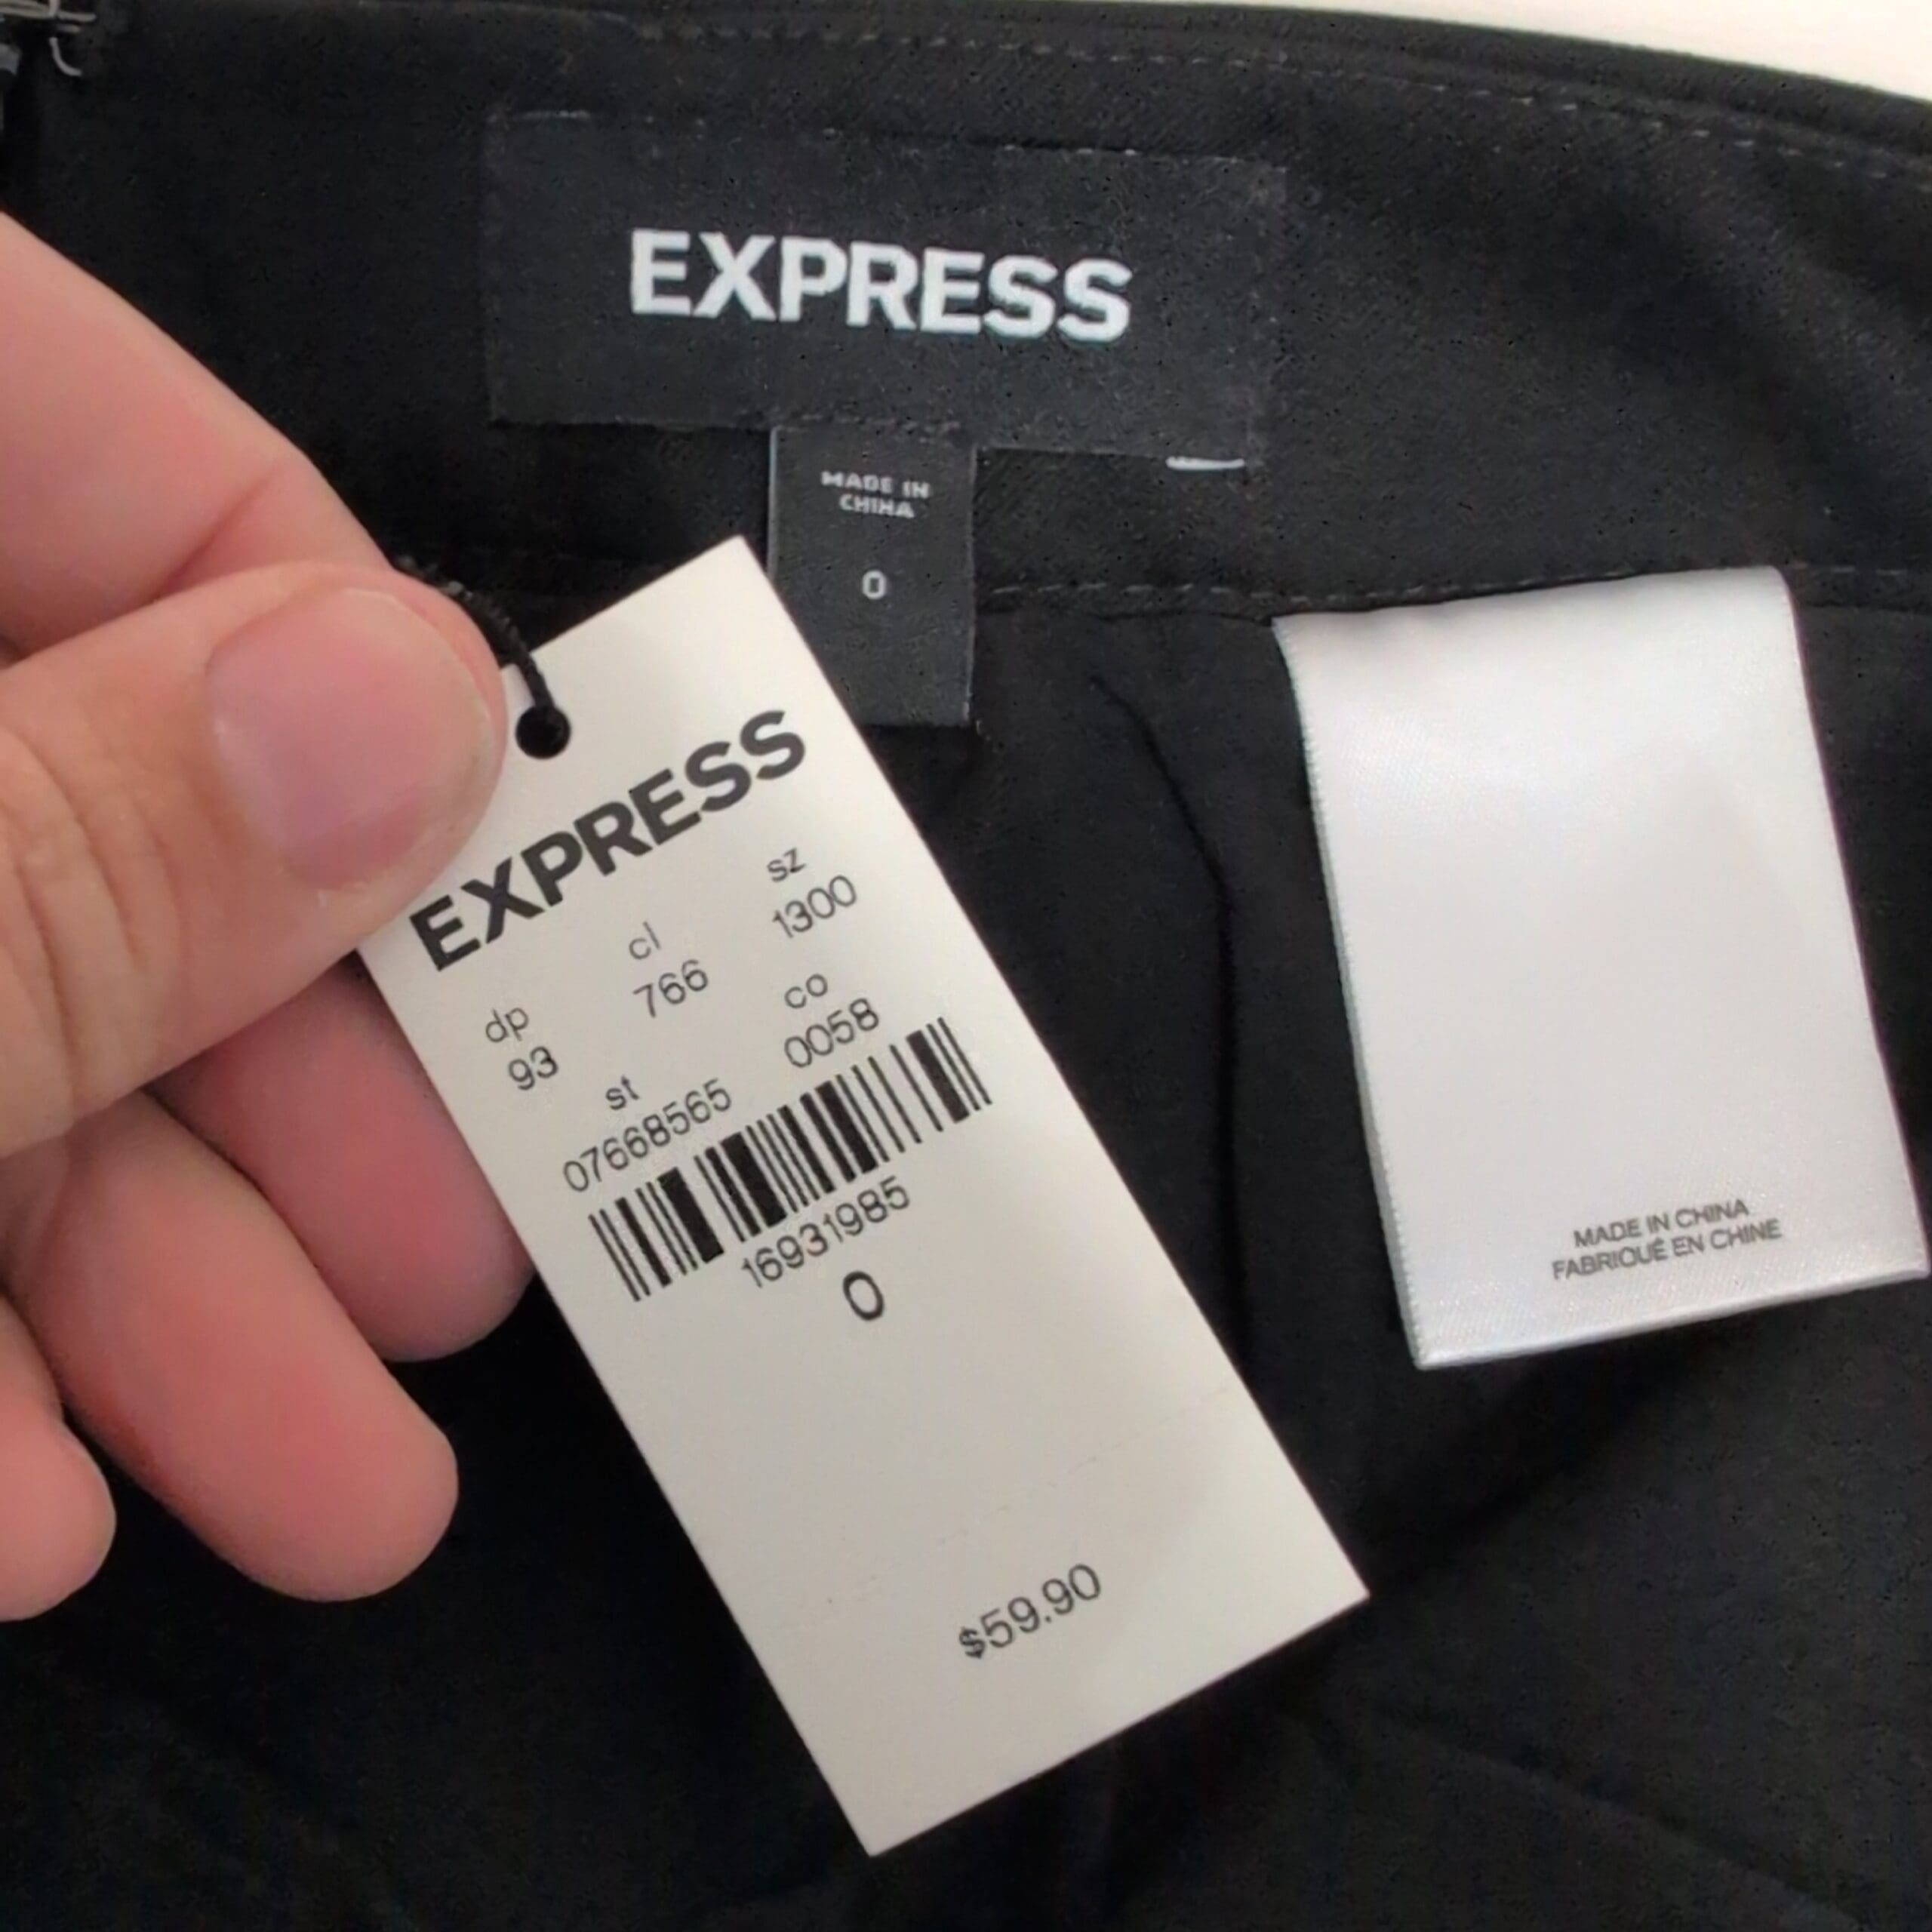 EXPRESS
MADE IN
CHINA
0
EXPRESS
dp cl sz
93 766 1300
st co
07668565 0058
16931985
0
$59.90
MADE IN CHINA
FABRIQUÉ EN CHINE